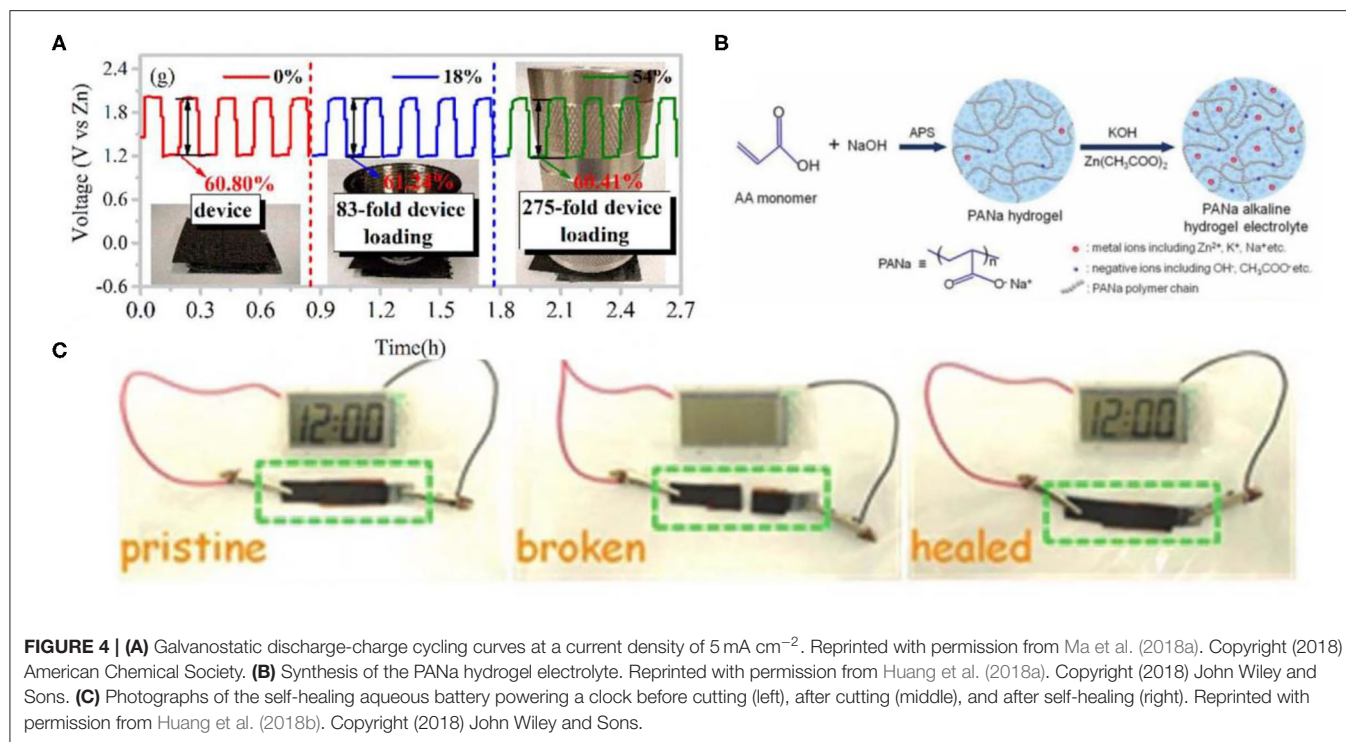 A
(g)
0%
18%
54%
Voltage (V vs Zn)
2.4
1.8
1.2
0.6
0.0
-0.6
60.80%
61.24%
60.41%
device
83-fold device
loading
275-fold device
loading
0.0 0.3 0.6 0.9 1.2 1.5 1.8 2.1 2.4 2.7
Time(h)
B
O
OH
+ NaOH
APS
KOH
Zn(CH₃COO)₂
AA monomer
PANa hydrogel
PANa alkaline
hydrogel electrolyte
PANa ≡
n
O
O⁻ Na⁺
: metal ions including Zn²⁺, K⁺, Na⁺etc.
: negative ions including OH⁻, CH₃COO⁻etc.
: PANa polymer chain
C
12:00
12:00
pristine
broken
healed
FIGURE 4 | (A) Galvanostatic discharge-charge cycling curves at a current density of 5 mA cm⁻². Reprinted with permission from Ma et al. (2018a). Copyright (2018)
American Chemical Society. (B) Synthesis of the PANa hydrogel electrolyte. Reprinted with permission from Huang et al. (2018a). Copyright (2018) John Wiley and
Sons. (C) Photographs of the self-healing aqueous battery powering a clock before cutting (left), after cutting (middle), and after self-healing (right). Reprinted with
permission from Huang et al. (2018b). Copyright (2018) John Wiley and Sons.